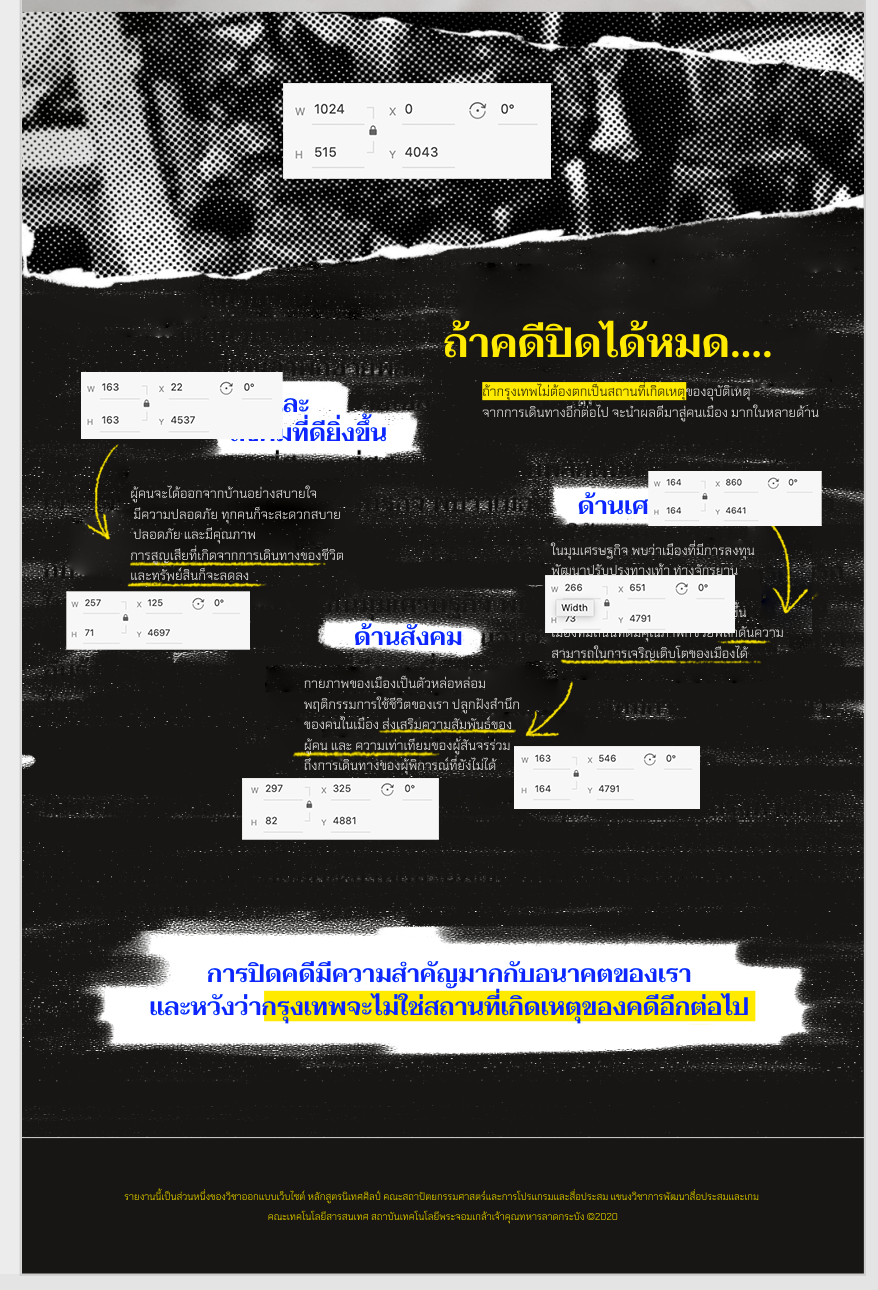 W 1024 X 0 0°
H 515 Y 4043
ถ้าคดีปิดได้หมด....
ถ้ากรุงเทพไม่ต้องตกเป็นสถานที่เกิดเหตุของอุบัติเหตุ
จากการเดินทางอีกต่อไป จะนำผลดีมาสู่คนเมือง มากในหลายด้าน
W 163 X 22 0°
H 163 Y 4537
ที่ดียิ่งขึ้น
ผู้คนจะได้ออกจากบ้านอย่างสบายใจ
มีความปลอดภัย ทุกคนก็จะสะดวกสบาย
ปลอดภัย และมีคุณภาพ
การสูญเสียที่เกิดจากการเดินทางของชีวิต
และทรัพย์สินก็จะลดลง
W 257 X 125 0°
H 71 Y 4697
W 164 X 860 0°
H 164 Y 4641
ด้านเศ
ในมุมเศรษฐกิจ พบว่าเมืองที่มีการลงทุน
พัฒนาปรับปรุงทางเท้า ทางจักรยาน
W 266 X 651 0°
Width
H 73 Y 4791
สามารถในการเจริญเติบโตของเมืองได้
ด้านสังคม
กายภาพของเมืองเป็นตัวหล่อหล่อม
พฤติกรรมการใช้ชีวิตของเรา ปลูกฝังสำนึก
ของคนในเมือง ส่งเสริมความสัมพันธ์ของ
ผู้คน และ ความเท่าเทียมของผู้สันจรร่วม
ถึงการเดินทางของผู้พิการณ์ที่ยังไม่ได้
W 163 X 546 0°
H 164 Y 4791
W 297 X 325 0°
H 82 Y 4881
การปิดคดีมีความสำคัญมากกับอนาคตของเรา
และหวังว่ากรุงเทพจะไม่ใช่สถานที่เกิดเหตุของคดีอีกต่อไป
รายงานนี้เป็นส่วนหนึ่งของวิชาออกแบบเว็บไซต์ หลักสูตรนิเทศศิลป์ คณะสถาปัตยกรรมศาสตร์และการโปรแกรมและสื่อประสม แขนงวิชาการพัฒนาสื่อประสมและเกม
คณะเทคโนโลยีสารสนเทศ สถาบันเทคโนโลยีพระจอมเกล้าเจ้าคุณทหารลาดกระบัง ©2020